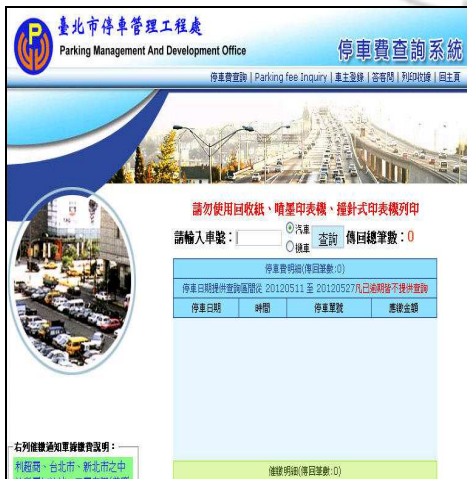 臺北市停車管理工程處
Parking Management And Development Office
停車費查詢系統
停車費查詢 | Parking fee Inquiry | 車主登錄 | 答客問 | 列印收據 | 回主頁
請勿使用回收紙、噴墨印表機、撞針式印表機列印
請輸入車號： 汽車 機車 查詢 傳回總筆數：0
停車費明細(傳回筆數:0)
停車日期提供查詢區間從 20120511 至 20120527凡已逾期皆不提供查詢
停車日期 時間 停車單號 應繳金額
右列催繳通知單補繳費說明：
利超商、台北市、新北市之中
催繳明細(傳回筆數:0)